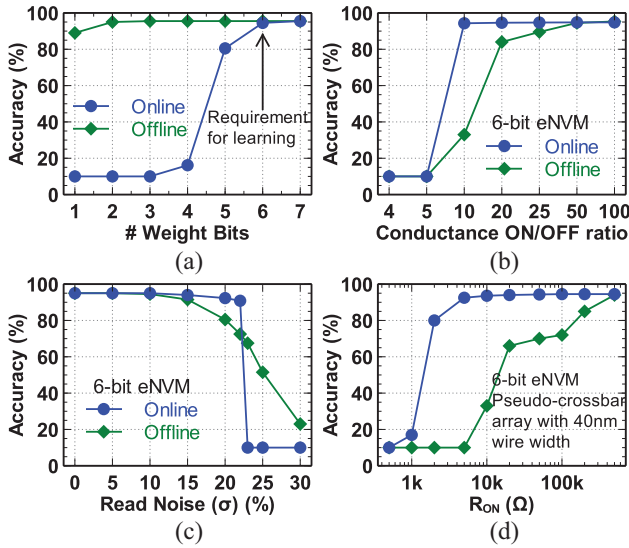 Accuracy (%)
100
80
60
40
20
0
Online
Offline
Requirement
for learning
1 2 3 4 5 6 7
# Weight Bits
(a)
Accuracy (%)
100
80
60
40
20
0
6-bit eNVM
Online
Offline
4 5 10 20 25 50 100
Conductance ON/OFF ratio
(b)
Accuracy (%)
100
80
60
40
20
0
6-bit eNVM
Online
Offline
0 5 10 15 20 25 30
Read Noise (σ) (%)
(c)
Accuracy (%)
100
80
60
40
20
0
6-bit eNVM
Pseudo-crossbar
array with 40nm
wire width
1k 10k 100k
RON (Ω)
(d)